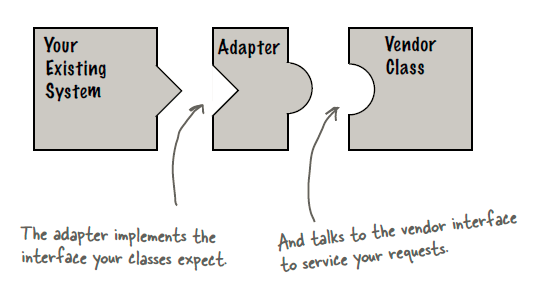 Your
Existing
System
Adapter
Vendor
Class
The adapter implements the
interface your classes expect.
And talks to the vendor interface
to service your requests.